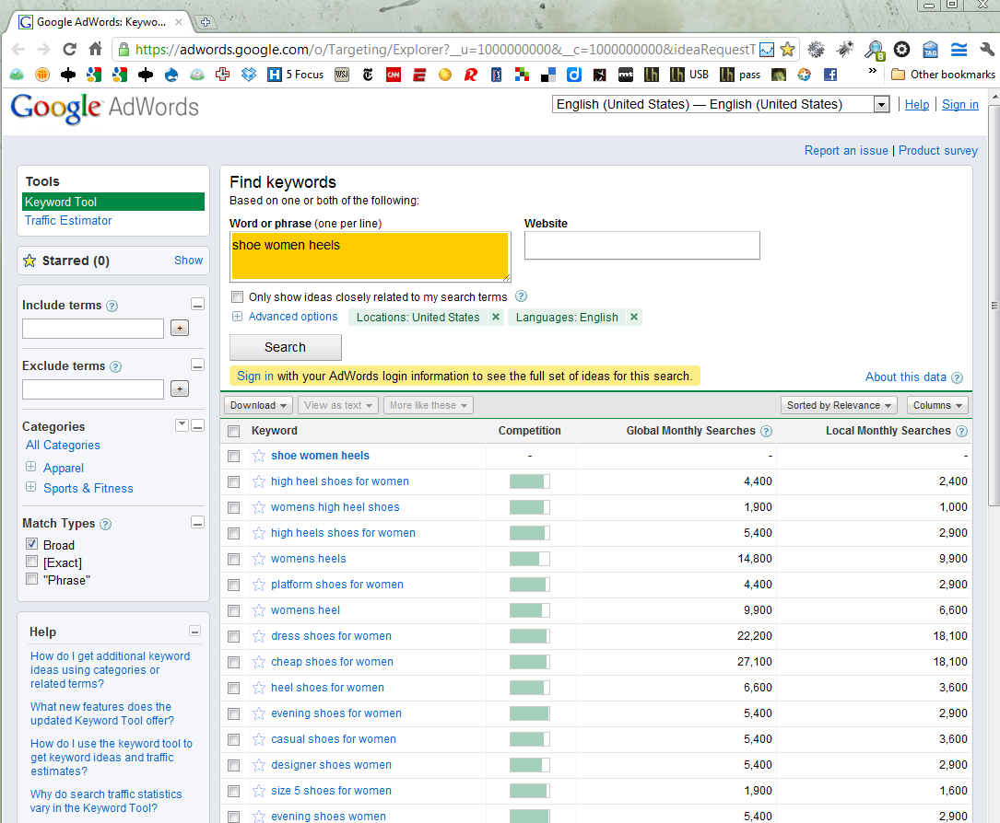 Google AdWords: Keywo...
https://adwords.google.com/o/Targeting/Explorer?__u=1000000000&__c=1000000000&ideaRequestT
5 Focus
WSJ
CNN
USB
pass
Other bookmarks
Google AdWords
English (United States) — English (United States)
Help
Sign in
Report an issue | Product survey
Tools
Keyword Tool
Traffic Estimator
Starred (0)
Show
Include terms
Exclude terms
Categories
All Categories
Apparel
Sports & Fitness
Match Types
Broad
[Exact]
"Phrase"
Help
How do I get additional keyword
ideas using categories or
related terms?
What new features does the
updated Keyword Tool offer?
How do I use the keyword tool to
get keyword ideas and traffic
estimates?
Why do search traffic statistics
vary in the Keyword Tool?
Find keywords
Based on one or both of the following:
Word or phrase (one per line)
Website
shoe women heels
Only show ideas closely related to my search terms
Advanced options
Locations: United States
Languages: English
Search
Sign in with your AdWords login information to see the full set of ideas for this search.
About this data
Download
View as text
More like these
Sorted by Relevance
Columns
Keyword Competition Global Monthly Searches Local Monthly Searches
shoe women heels - - -
high heel shoes for women 4,400 2,400
womens high heel shoes 1,900 1,000
high heels shoes for women 5,400 2,900
womens heels 14,800 9,900
platform shoes for women 4,400 2,900
womens heel 9,900 6,600
dress shoes for women 22,200 18,100
cheap shoes for women 27,100 18,100
heel shoes for women 6,600 3,600
evening shoes for women 5,400 2,900
casual shoes for women 5,400 3,600
designer shoes women 5,400 2,900
size 5 shoes for women 1,900 1,600
evening shoes women 5,400 2,900